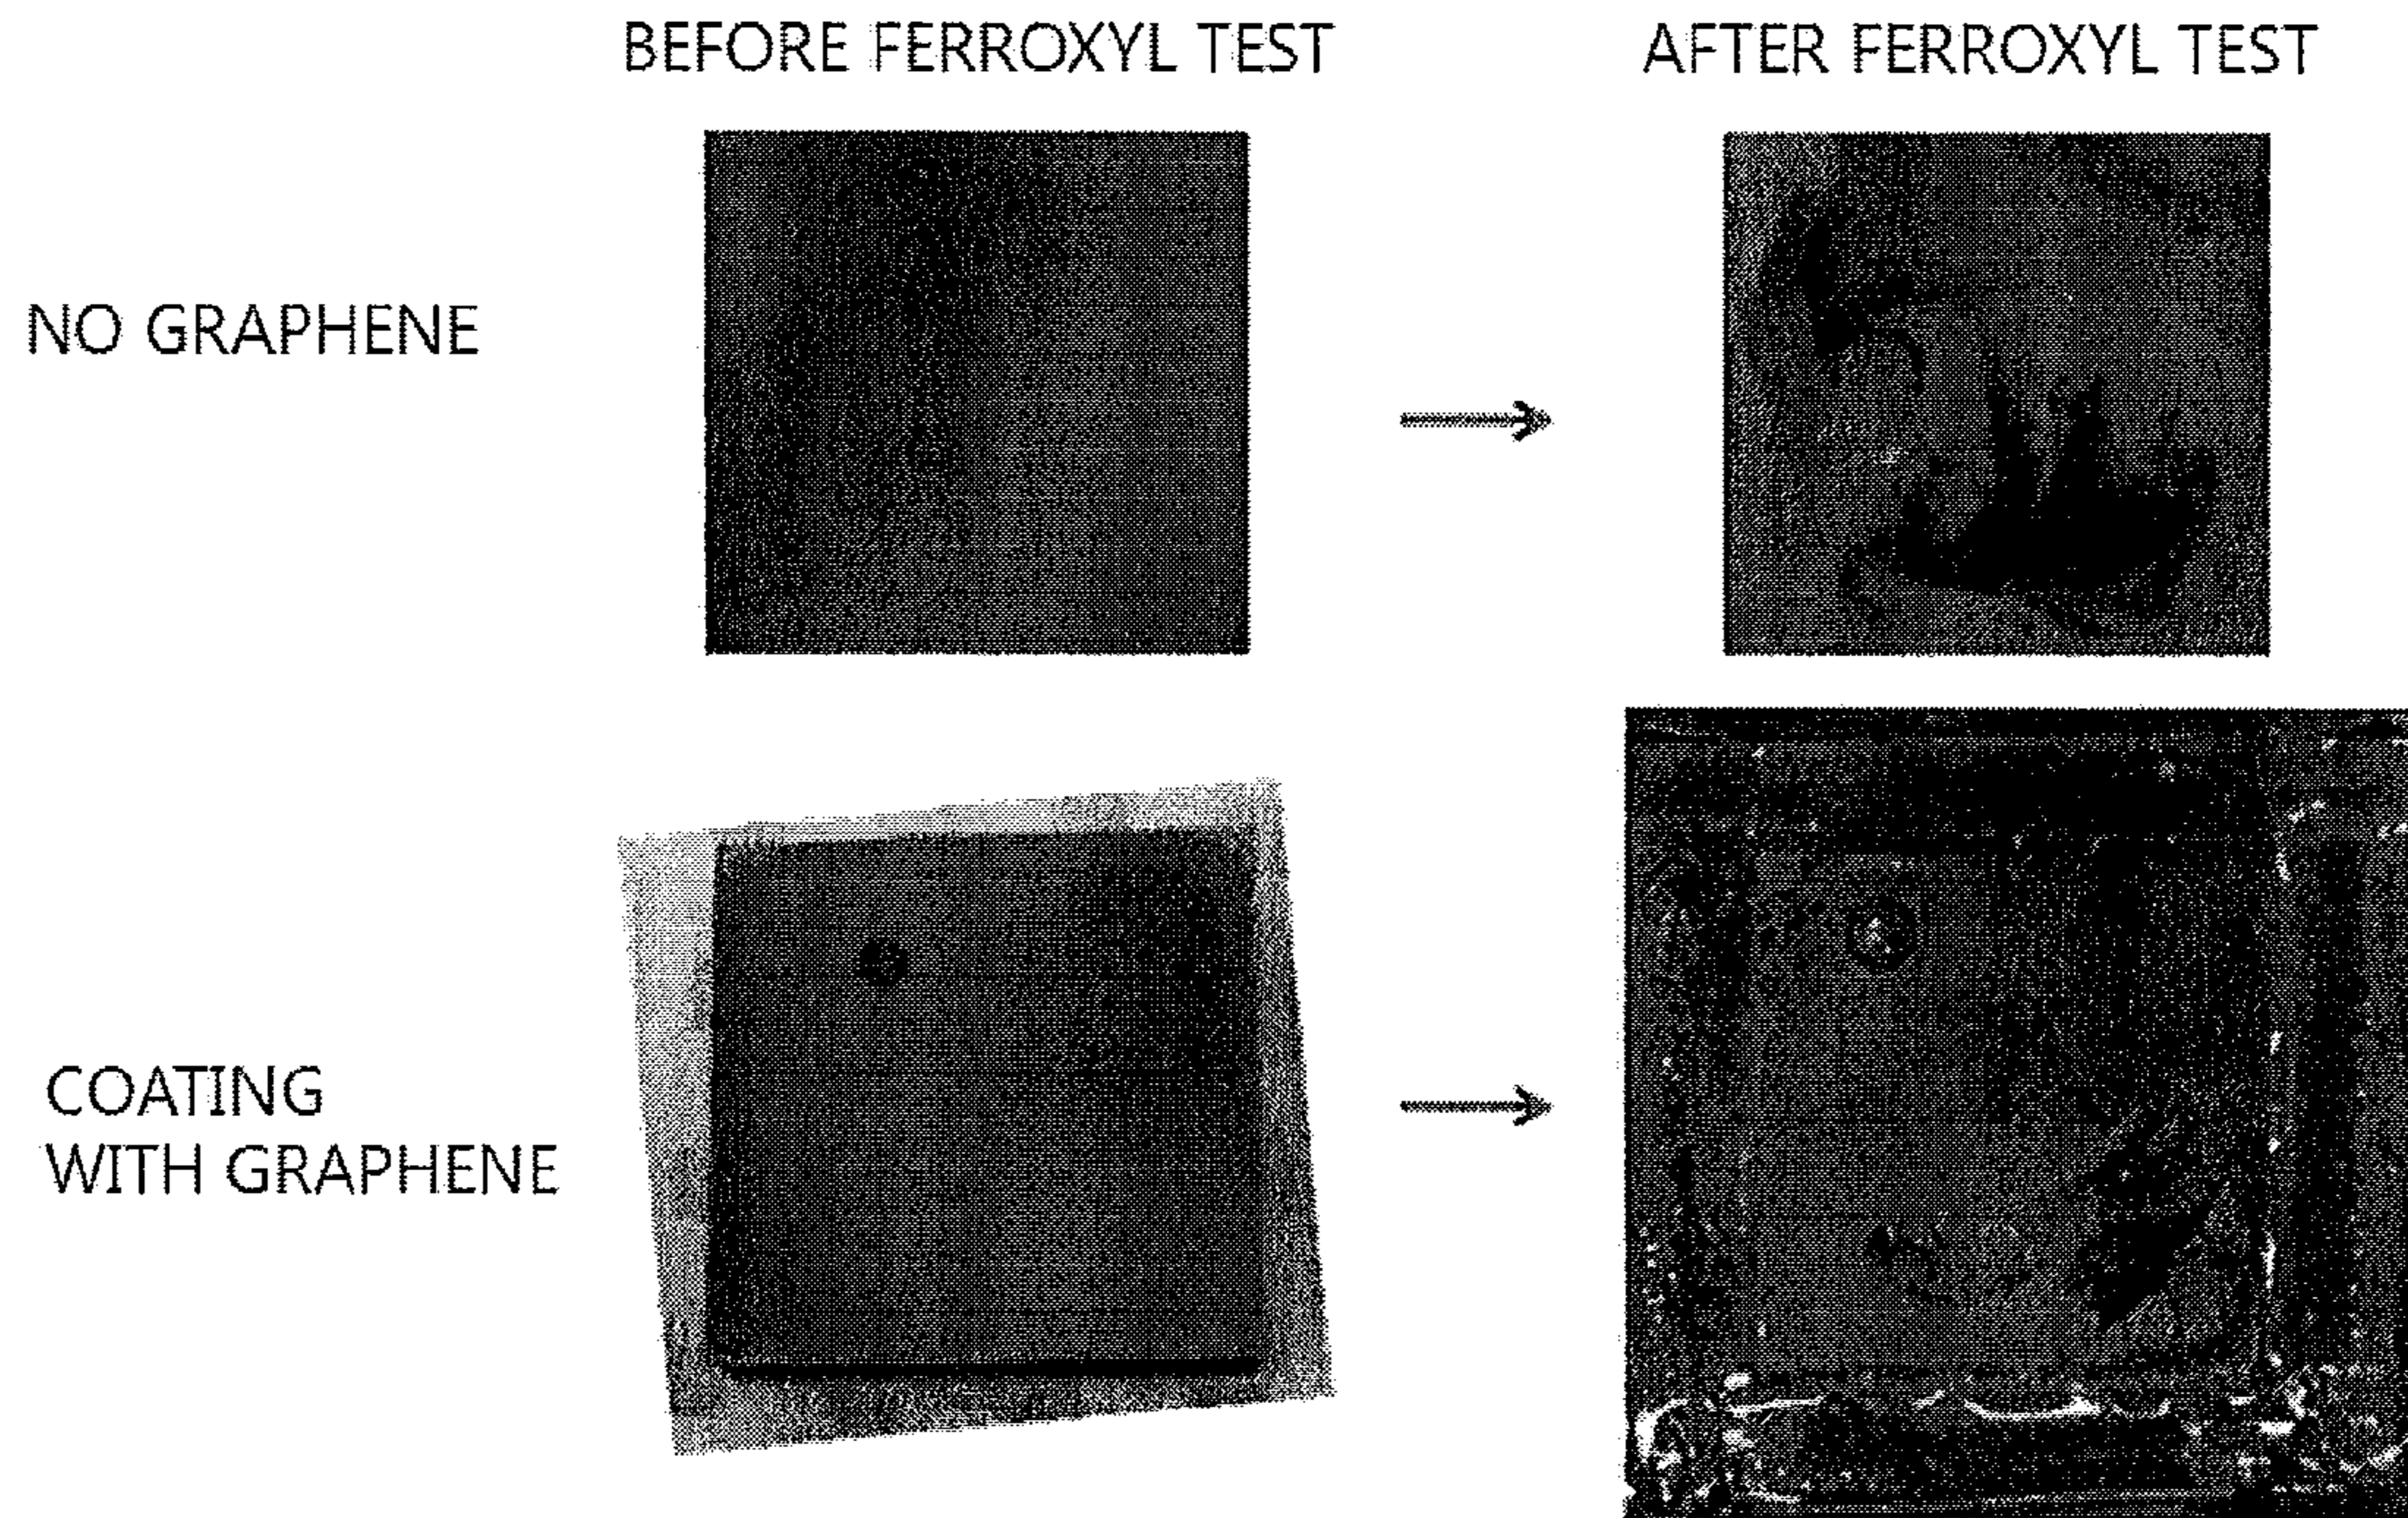 BEFORE FERROXYL TEST
AFTER FERROXYL TEST
NO GRAPHENE
COATING
WITH GRAPHENE